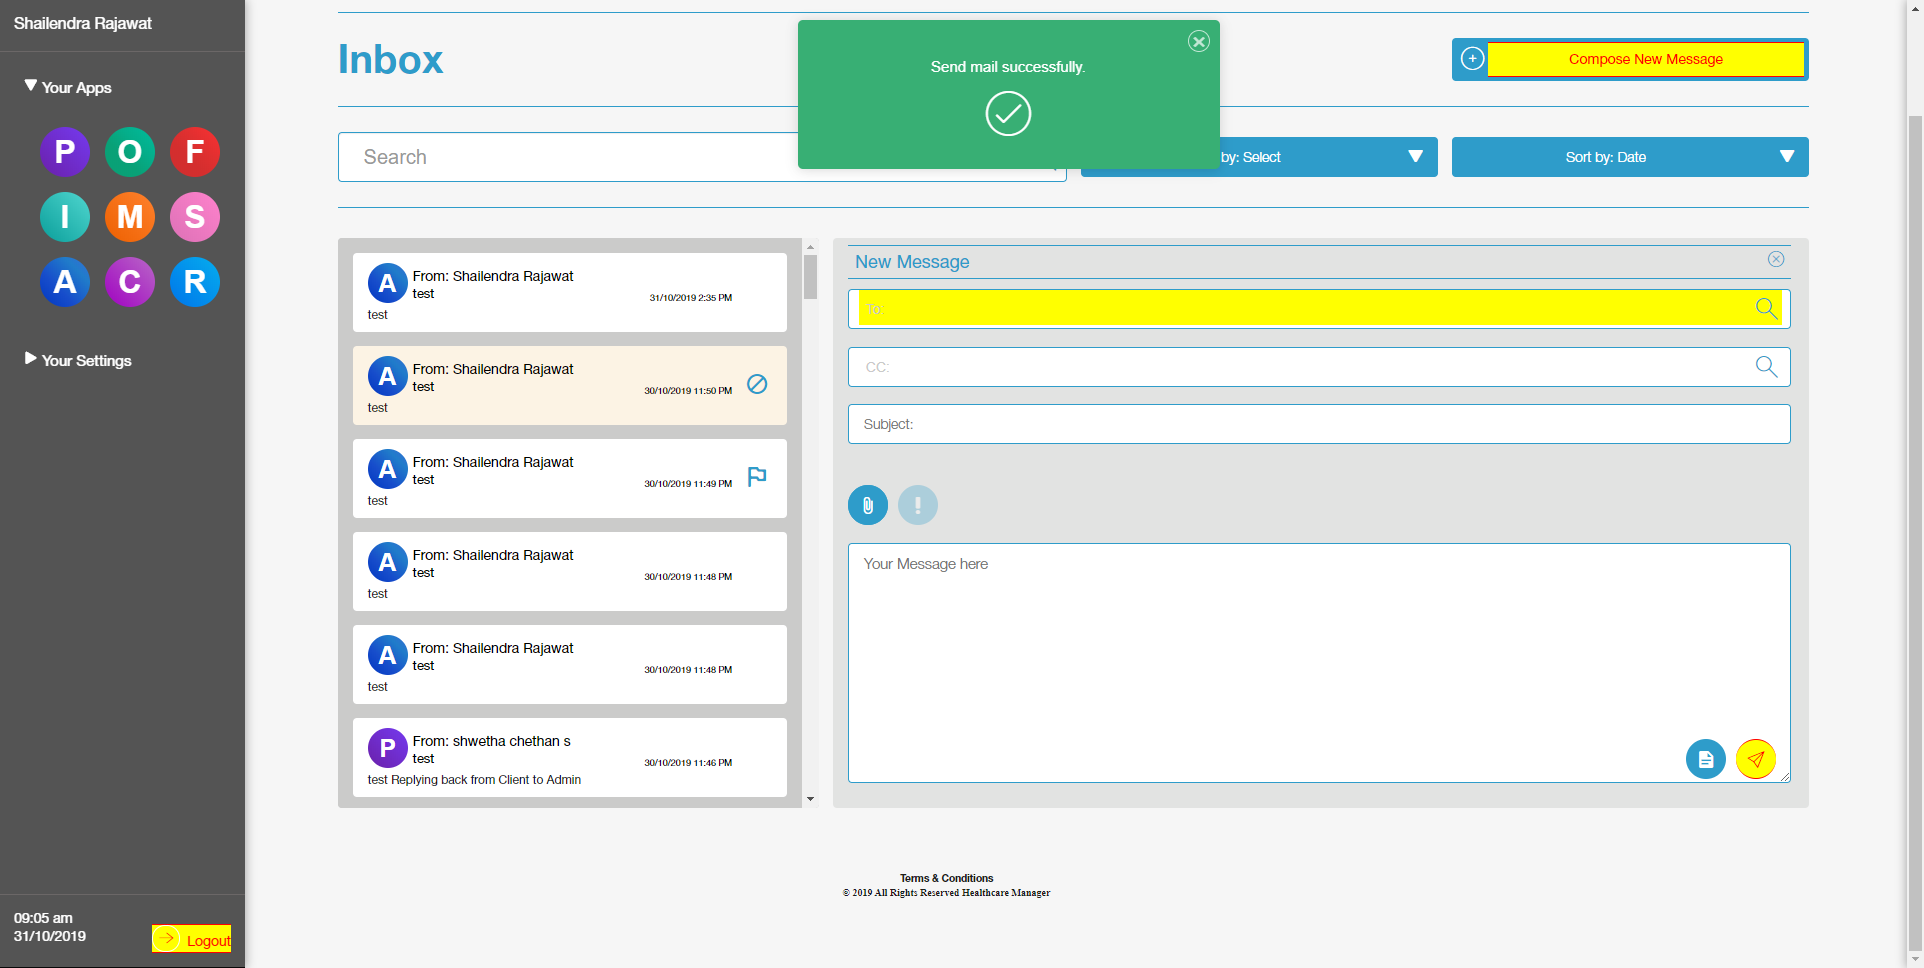 Shailendra Rajawat
Your Apps
P O F
I M S
A C R
Your Settings
09:05 am
31/10/2019
Logout
Inbox
Send mail successfully.
Compose New Message
Search
by: Select
Sort by: Date
A From: Shailendra Rajawat
test
31/10/2019 2:35 PM
test
A From: Shailendra Rajawat
test
30/10/2019 11:50 PM
test
A From: Shailendra Rajawat
test
30/10/2019 11:49 PM
test
A From: Shailendra Rajawat
test
30/10/2019 11:48 PM
test
A From: Shailendra Rajawat
test
30/10/2019 11:48 PM
test
P From: shwetha chethan s
test
30/10/2019 11:46 PM
test Replying back from Client to Admin
New Message
To:
CC:
Subject:
Your Message here
Terms & Conditions
© 2019 All Rights Reserved Healthcare Manager